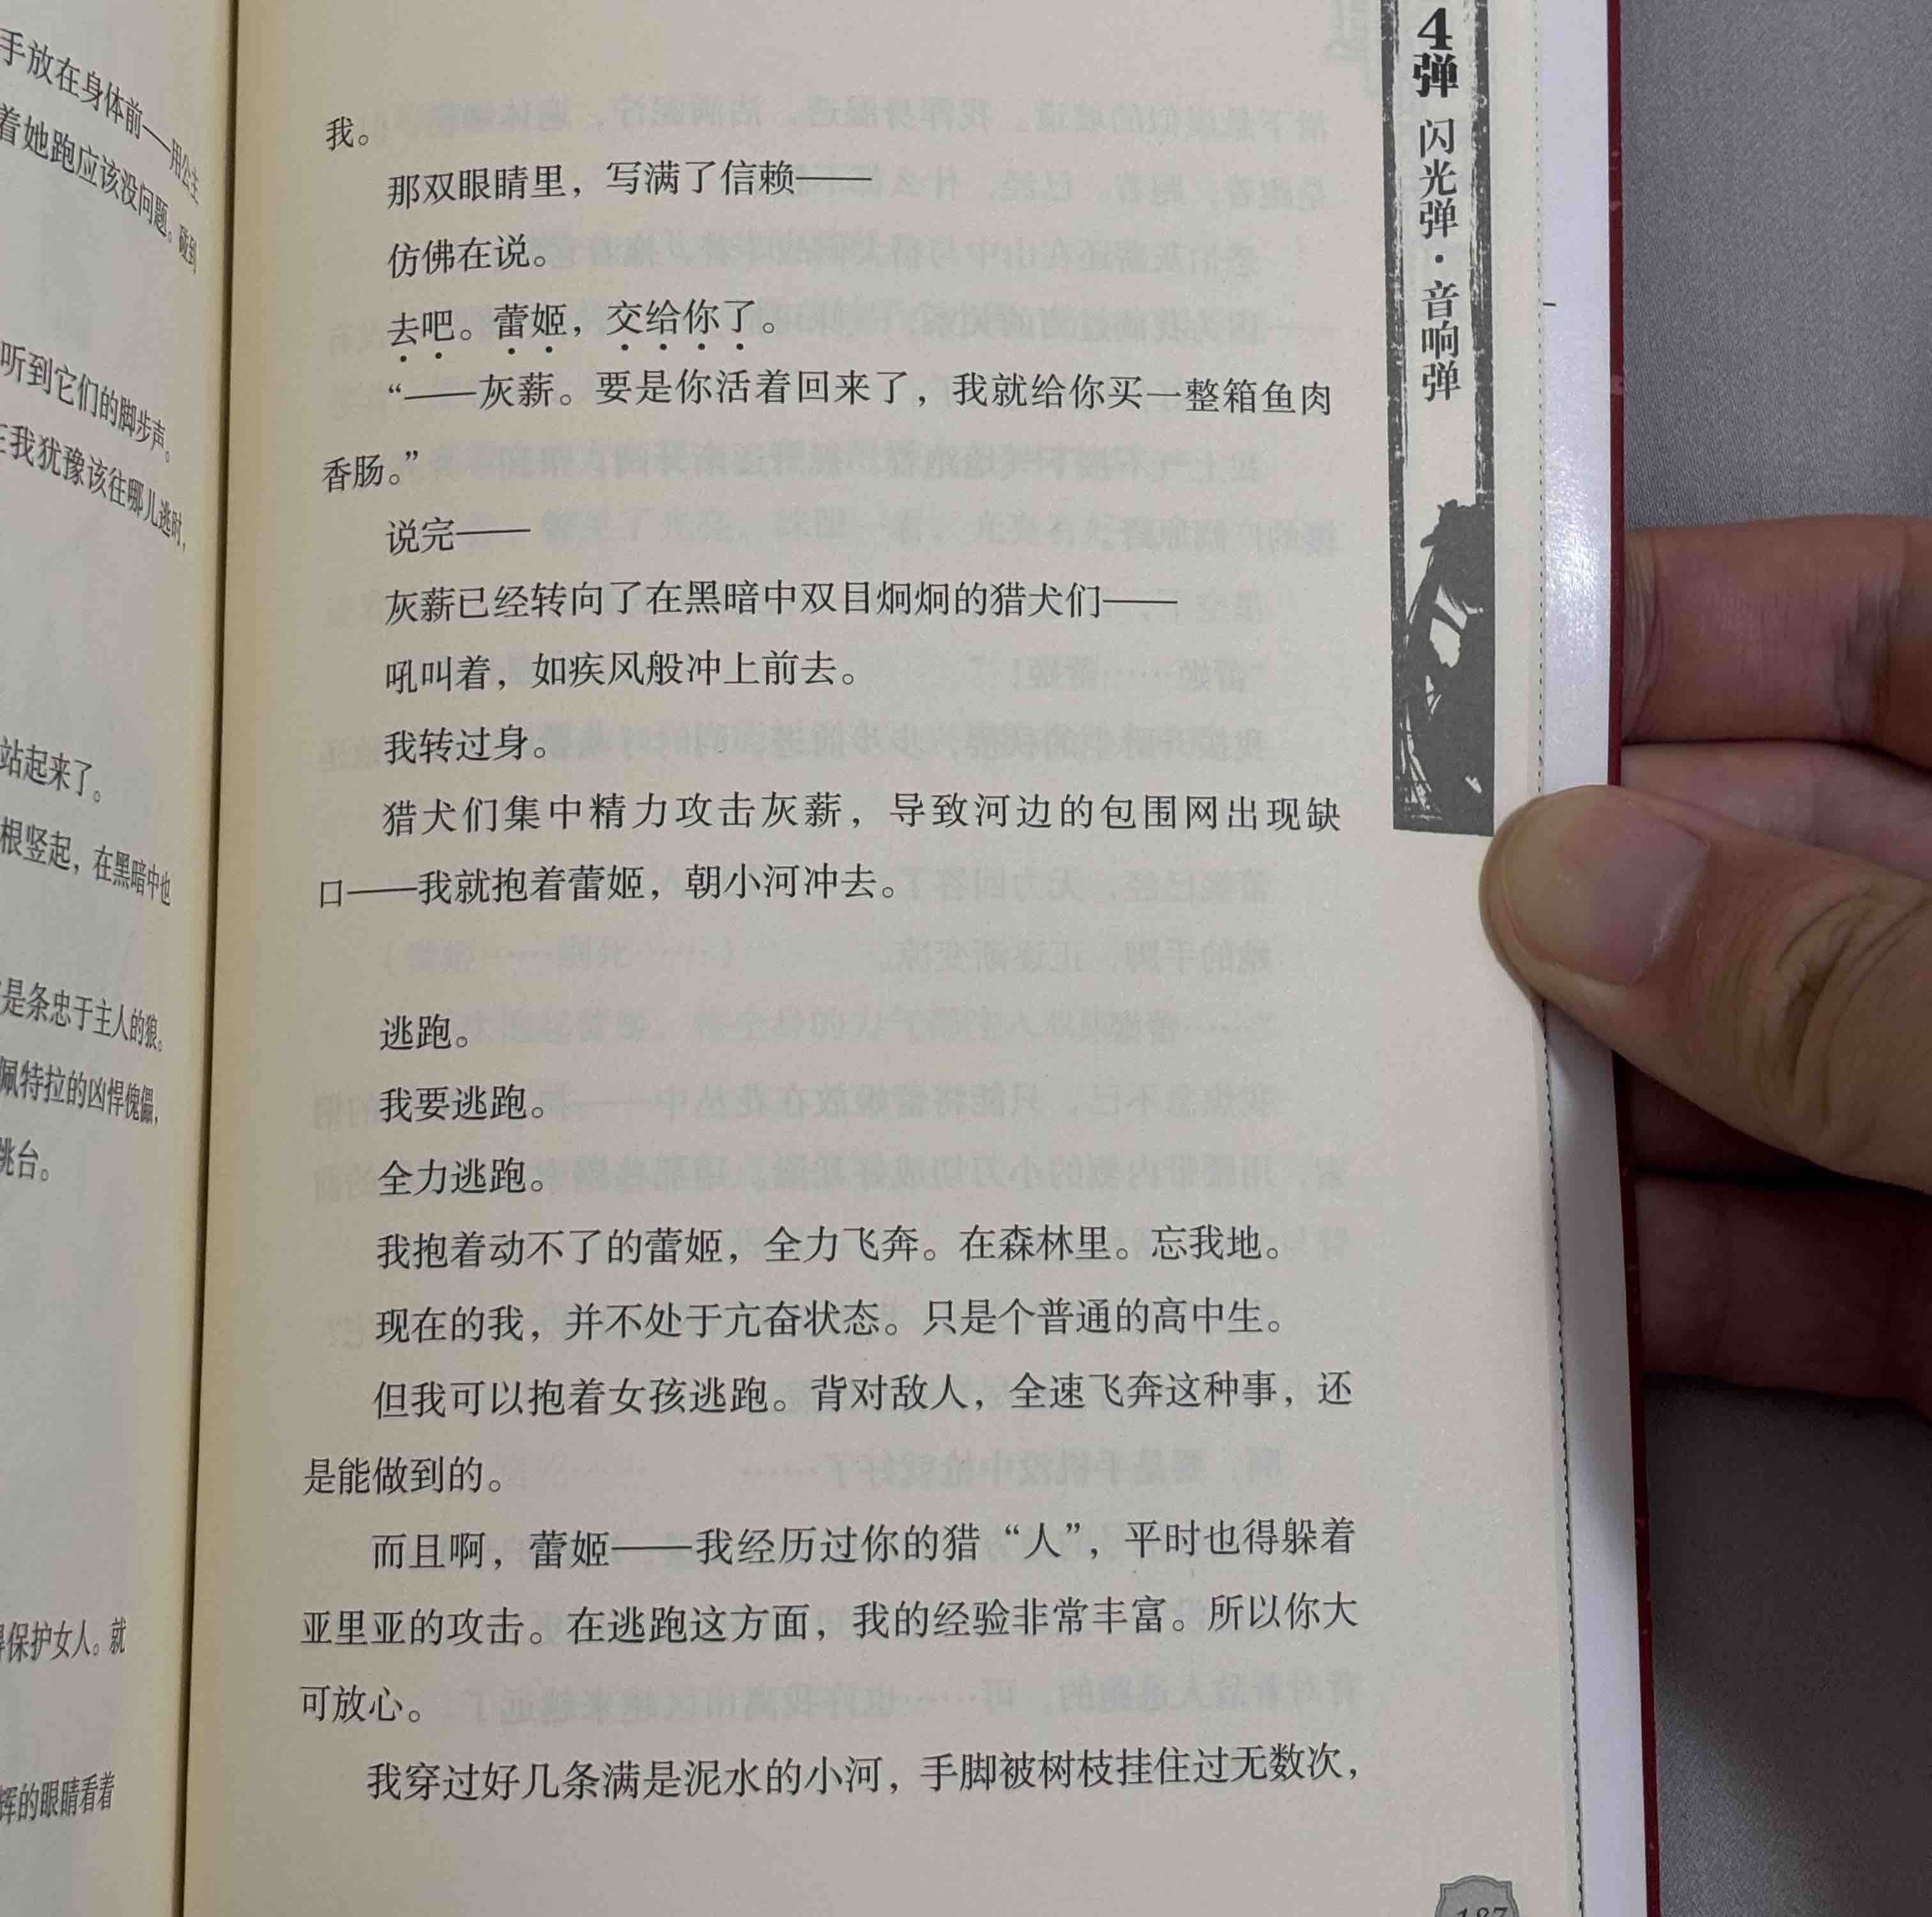 手放在身体前——用公主
着她跑应该没问题。碰到
听到它们的脚步声。
我犹豫该往哪儿逃时，
站起来了。
根竖起，在黑暗中也
是条忠于主人的狼。
佩特拉的凶悍傀儡，
跳台。
保护女人。就
辉的眼睛看着
我。
那双眼睛里，写满了信赖——
仿佛在说。
去吧。蕾姬，交给你了。
“——灰薪。要是你活着回来了，我就给你买一整箱鱼肉
香肠。”
说完——
灰薪已经转向了在黑暗中双目炯炯的猎犬们——
吼叫着，如疾风般冲上前去。
我转过身。
猎犬们集中精力攻击灰薪，导致河边的包围网出现缺
口——我就抱着蕾姬，朝小河冲去。
逃跑。
我要逃跑。
全力逃跑。
我抱着动不了的蕾姬，全力飞奔。在森林里。忘我地。
现在的我，并不处于亢奋状态。只是个普通的高中生。
但我可以抱着女孩逃跑。背对敌人，全速飞奔这种事，还
是能做到的。
而且啊，蕾姬——我经历过你的猎“人”，平时也得躲着
亚里亚的攻击。在逃跑这方面，我的经验非常丰富。所以你大
可放心。
我穿过好几条满是泥水的小河，手脚被树枝挂住过无数次，
4弹 闪光弹·音响弹
187